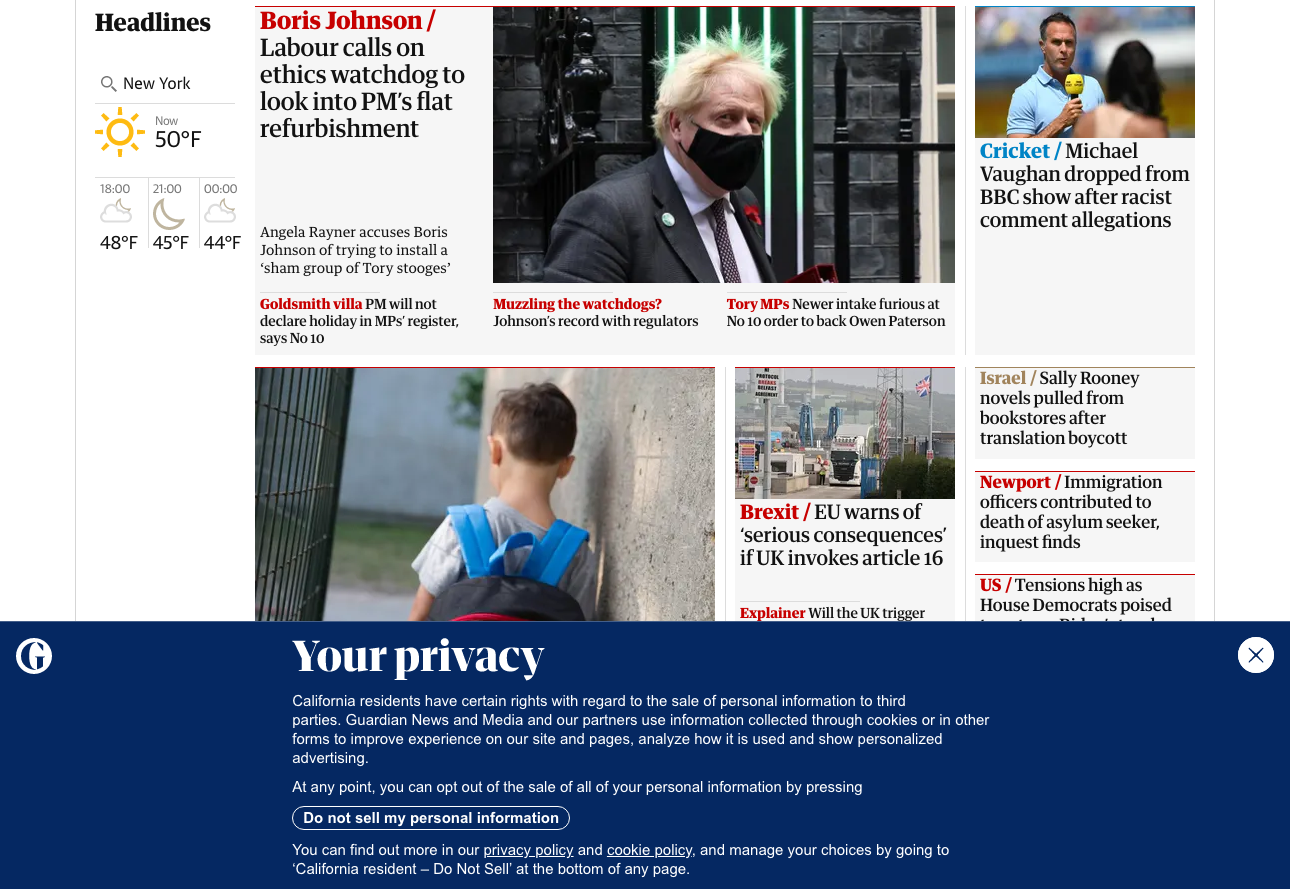 Headlines
New York
Now
50°F
18:00
21:00
00:00
48°F
45°F
44°F
Boris Johnson /
Labour calls on
ethics watchdog to
look into PM’s flat
refurbishment
Angela Rayner accuses Boris
Johnson of trying to install a
‘sham group of Tory stooges’
Goldsmith villa PM will not
declare holiday in MPs’ register,
says No 10
Muzzling the watchdogs?
Johnson’s record with regulators
Tory MPs Newer intake furious at
No 10 order to back Owen Paterson
Cricket / Michael
Vaughan dropped from
BBC show after racist
comment allegations
PROTOCOL
BREAKS
BELFAST
AGREEMENT
Brexit / EU warns of
‘serious consequences’
if UK invokes article 16
Explainer Will the UK trigger
Israel / Sally Rooney
novels pulled from
bookstores after
translation boycott
Newport / Immigration
officers contributed to
death of asylum seeker,
inquest finds
US / Tensions high as
House Democrats poised
Your privacy
California residents have certain rights with regard to the sale of personal information to third
parties. Guardian News and Media and our partners use information collected through cookies or in other
forms to improve experience on our site and pages, analyze how it is used and show personalized
advertising.
At any point, you can opt out of the sale of all of your personal information by pressing
Do not sell my personal information
You can find out more in our privacy policy and cookie policy, and manage your choices by going to
‘California resident – Do Not Sell’ at the bottom of any page.